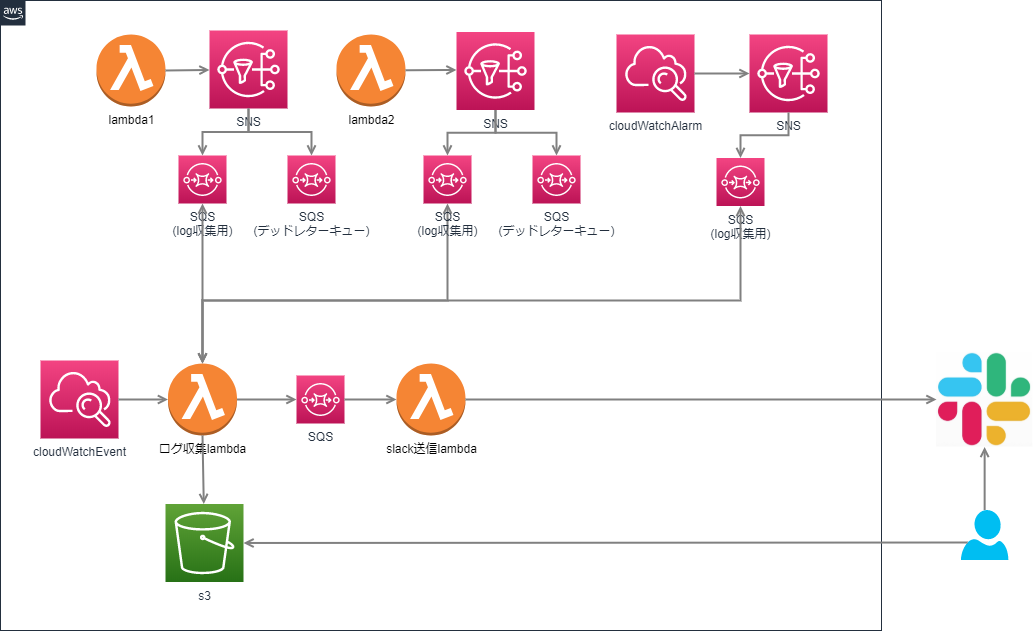 aws
lambda1
SNS
lambda2
SNS
cloudWatchAlarm
SNS
SQS
(log収集用)
SQS
(デッドレターキュー)
SQS
(log収集用)
SQS
(デッドレターキュー)
SQS
(log収集用)
cloudWatchEvent
ログ収集lambda
SQS
slack送信lambda
s3